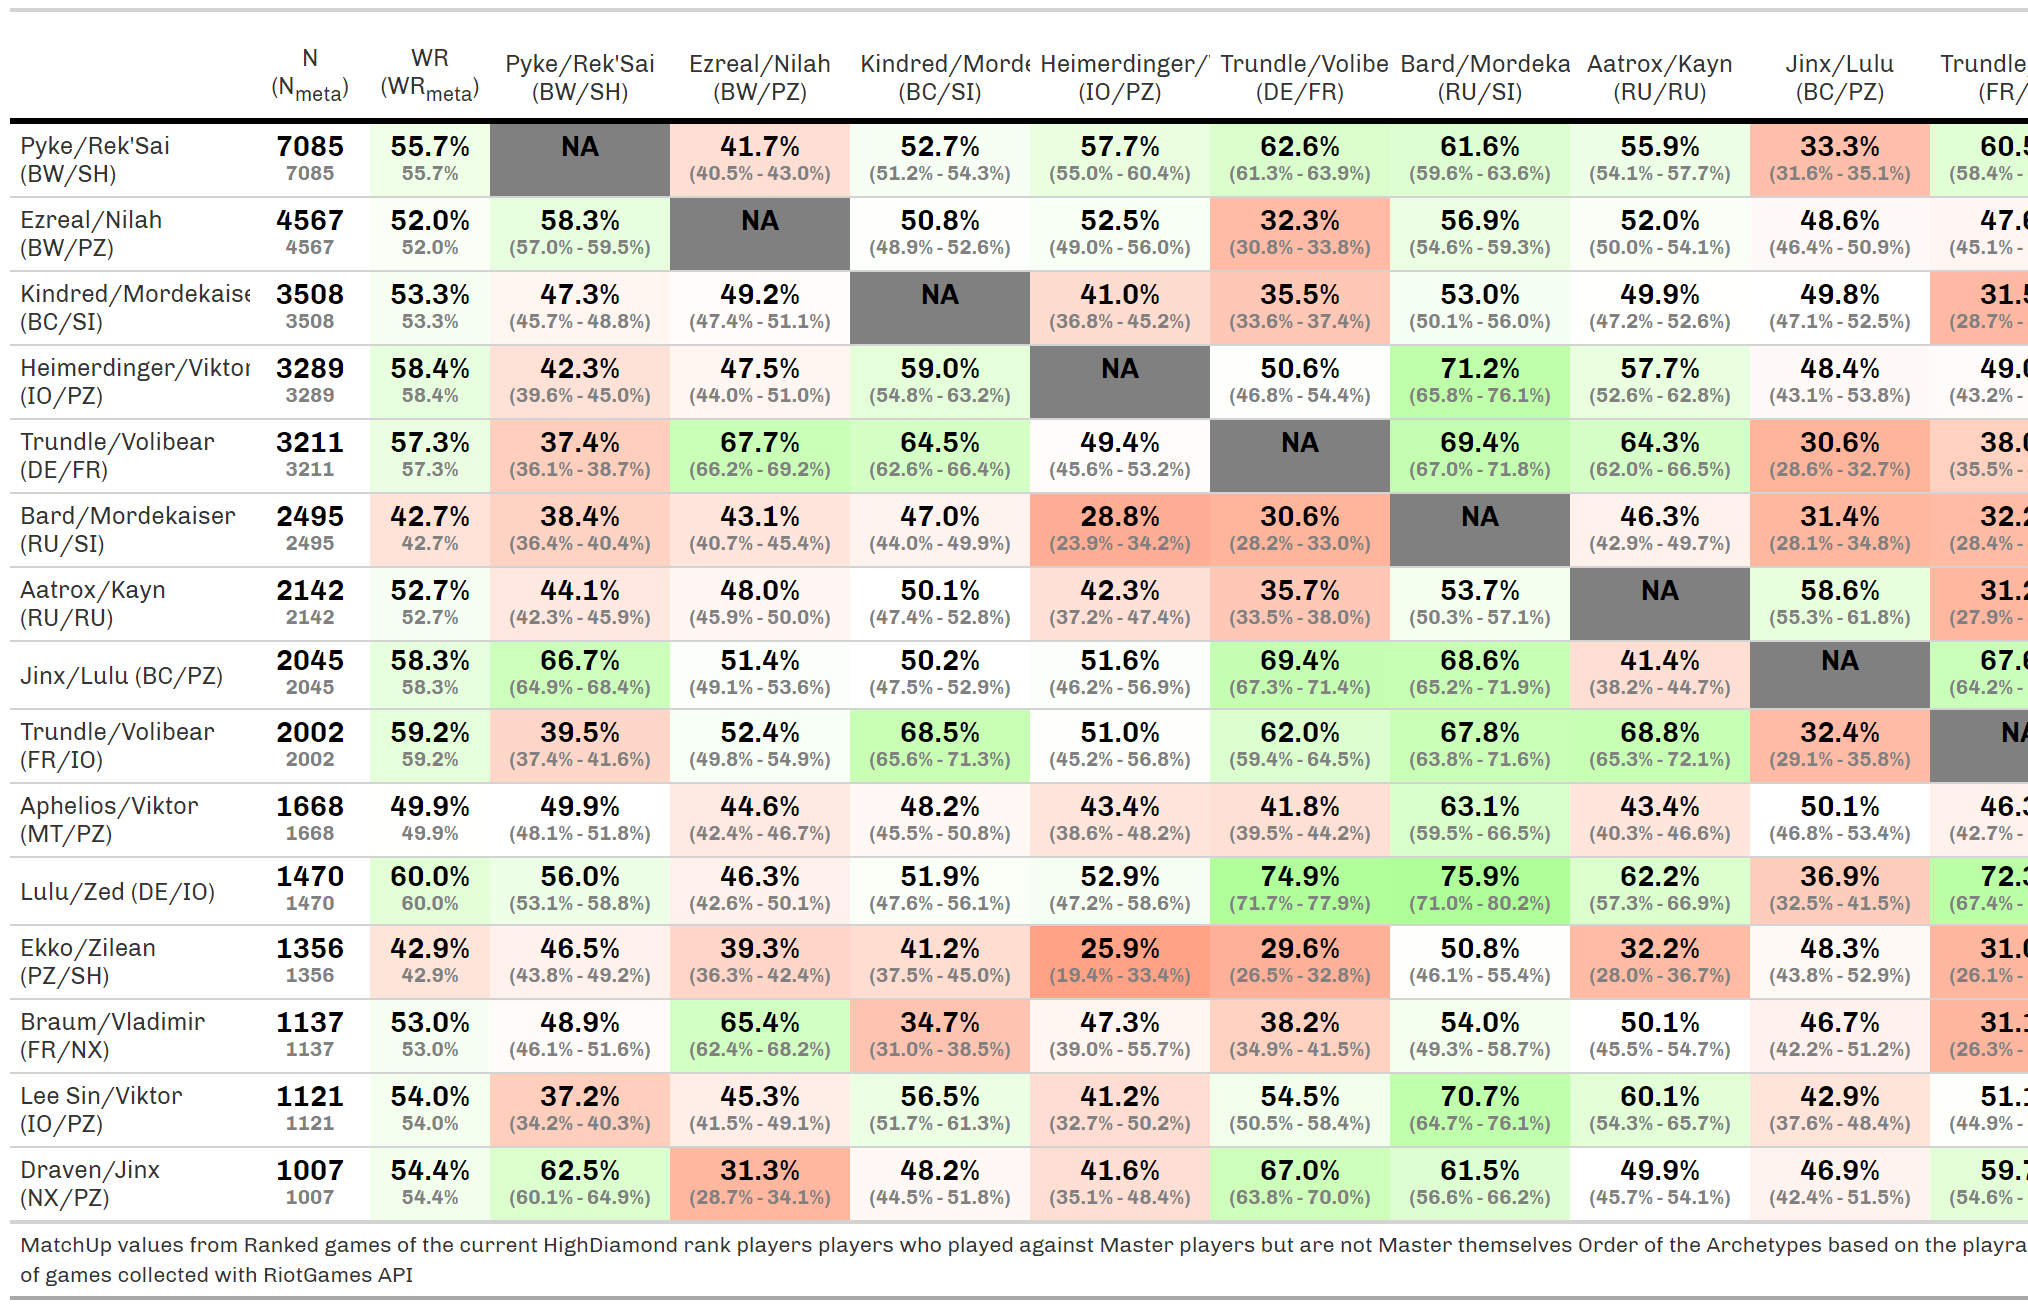 N WR Pyke/Rek'Sai Ezreal/Nilah Kindred/Morde Heimerdinger/ Trundle/Volibe Bard/Mordeka Aatrox/Kayn Jinx/Lulu Trundle
(Nmeta) (WRmeta) (BW/SH) (BW/PZ) (BC/SI) (IO/PZ) (DE/FR) (RU/SI) (RU/RU) (BC/PZ) (FR/
Pyke/Rek'Sai 7085 55.7% NA 41.7% 52.7% 57.7% 62.6% 61.6% 55.9% 33.3% 60.5
(BW/SH) 7085 55.7% (40.5% - 43.0%) (51.2% - 54.3%) (55.0% - 60.4%) (61.3% - 63.9%) (59.6% - 63.6%) (54.1% - 57.7%) (31.6% - 35.1%) (58.4% -
Ezreal/Nilah 4567 52.0% 58.3% NA 50.8% 52.5% 32.3% 56.9% 52.0% 48.6% 47.6
(BW/PZ) 4567 52.0% (57.0% - 59.5%) (48.9% - 52.6%) (49.0% - 56.0%) (30.8% - 33.8%) (54.6% - 59.3%) (50.0% - 54.1%) (46.4% - 50.9%) (45.1% -
Kindred/Mordekaise 3508 53.3% 47.3% 49.2% NA 41.0% 35.5% 53.0% 49.9% 49.8% 31.5
(BC/SI) 3508 53.3% (45.7% - 48.8%) (47.4% - 51.1%) (36.8% - 45.2%) (33.6% - 37.4%) (50.1% - 56.0%) (47.2% - 52.6%) (47.1% - 52.5%) (28.7% -
Heimerdinger/Viktor 3289 58.4% 42.3% 47.5% 59.0% NA 50.6% 71.2% 57.7% 48.4% 49.0
(IO/PZ) 3289 58.4% (39.6% - 45.0%) (44.0% - 51.0%) (54.8% - 63.2%) (46.8% - 54.4%) (65.8% - 76.1%) (52.6% - 62.8%) (43.1% - 53.8%) (43.2% -
Trundle/Volibear 3211 57.3% 37.4% 67.7% 64.5% 49.4% NA 69.4% 64.3% 30.6% 38.0
(DE/FR) 3211 57.3% (36.1% - 38.7%) (66.2% - 69.2%) (62.6% - 66.4%) (45.6% - 53.2%) (67.0% - 71.8%) (62.0% - 66.5%) (28.6% - 32.7%) (35.5% -
Bard/Mordekaiser 2495 42.7% 38.4% 43.1% 47.0% 28.8% 30.6% NA 46.3% 31.4% 32.2
(RU/SI) 2495 42.7% (36.4% - 40.4%) (40.7% - 45.4%) (44.0% - 49.9%) (23.9% - 34.2%) (28.2% - 33.0%) (42.9% - 49.7%) (28.1% - 34.8%) (28.4% -
Aatrox/Kayn 2142 52.7% 44.1% 48.0% 50.1% 42.3% 35.7% 53.7% NA 58.6% 31.2
(RU/RU) 2142 52.7% (42.3% - 45.9%) (45.9% - 50.0%) (47.4% - 52.8%) (37.2% - 47.4%) (33.5% - 38.0%) (50.3% - 57.1%) (55.3% - 61.8%) (27.9% -
Jinx/Lulu (BC/PZ) 2045 58.3% 66.7% 51.4% 50.2% 51.6% 69.4% 68.6% 41.4% NA 67.6
2045 58.3% (64.9% - 68.4%) (49.1% - 53.6%) (47.5% - 52.9%) (46.2% - 56.9%) (67.3% - 71.4%) (65.2% - 71.9%) (38.2% - 44.7%) (64.2% -
Trundle/Volibear 2002 59.2% 39.5% 52.4% 68.5% 51.0% 62.0% 67.8% 68.8% 32.4% NA
(FR/IO) 2002 59.2% (37.4% - 41.6%) (49.8% - 54.9%) (65.6% - 71.3%) (45.2% - 56.8%) (59.4% - 64.5%) (63.8% - 71.6%) (65.3% - 72.1%) (29.1% - 35.8%)
Aphelios/Viktor 1668 49.9% 49.9% 44.6% 48.2% 43.4% 41.8% 63.1% 43.4% 50.1% 46.3
(MT/PZ) 1668 49.9% (48.1% - 51.8%) (42.4% - 46.7%) (45.5% - 50.8%) (38.6% - 48.2%) (39.5% - 44.2%) (59.5% - 66.5%) (40.3% - 46.6%) (46.8% - 53.4%) (42.7% -
Lulu/Zed (DE/IO) 1470 60.0% 56.0% 46.3% 51.9% 52.9% 74.9% 75.9% 62.2% 36.9% 72.3
1470 60.0% (53.1% - 58.8%) (42.6% - 50.1%) (47.6% - 56.1%) (47.2% - 58.6%) (71.7% - 77.9%) (71.0% - 80.2%) (57.3% - 66.9%) (32.5% - 41.5%) (67.4% -
Ekko/Zilean 1356 42.9% 46.5% 39.3% 41.2% 25.9% 29.6% 50.8% 32.2% 48.3% 31.0
(PZ/SH) 1356 42.9% (43.8% - 49.2%) (36.3% - 42.4%) (37.5% - 45.0%) (19.4% - 33.4%) (26.5% - 32.8%) (46.1% - 55.4%) (28.0% - 36.7%) (43.8% - 52.9%) (26.1% -
Braum/Vladimir 1137 53.0% 48.9% 65.4% 34.7% 47.3% 38.2% 54.0% 50.1% 46.7% 31.1
(FR/NX) 1137 53.0% (46.1% - 51.6%) (62.4% - 68.2%) (31.0% - 38.5%) (39.0% - 55.7%) (34.9% - 41.5%) (49.3% - 58.7%) (45.5% - 54.7%) (42.2% - 51.2%) (26.3% -
Lee Sin/Viktor 1121 54.0% 37.2% 45.3% 56.5% 41.2% 54.5% 70.7% 60.1% 42.9% 51.1
(IO/PZ) 1121 54.0% (34.2% - 40.3%) (41.5% - 49.1%) (51.7% - 61.3%) (32.7% - 50.2%) (50.5% - 58.4%) (64.7% - 76.1%) (54.3% - 65.7%) (37.6% - 48.4%) (44.9% -
Draven/Jinx 1007 54.4% 62.5% 31.3% 48.2% 41.6% 67.0% 61.5% 49.9% 46.9% 59.7
(NX/PZ) 1007 54.4% (60.1% - 64.9%) (28.7% - 34.1%) (44.5% - 51.8%) (35.1% - 48.4%) (63.8% - 70.0%) (56.6% - 66.2%) (45.7% - 54.1%) (42.4% - 51.5%) (54.6% -
MatchUp values from Ranked games of the current HighDiamond rank players players who played against Master players but are not Master themselves Order of the Archetypes based on the playra
of games collected with RiotGames API